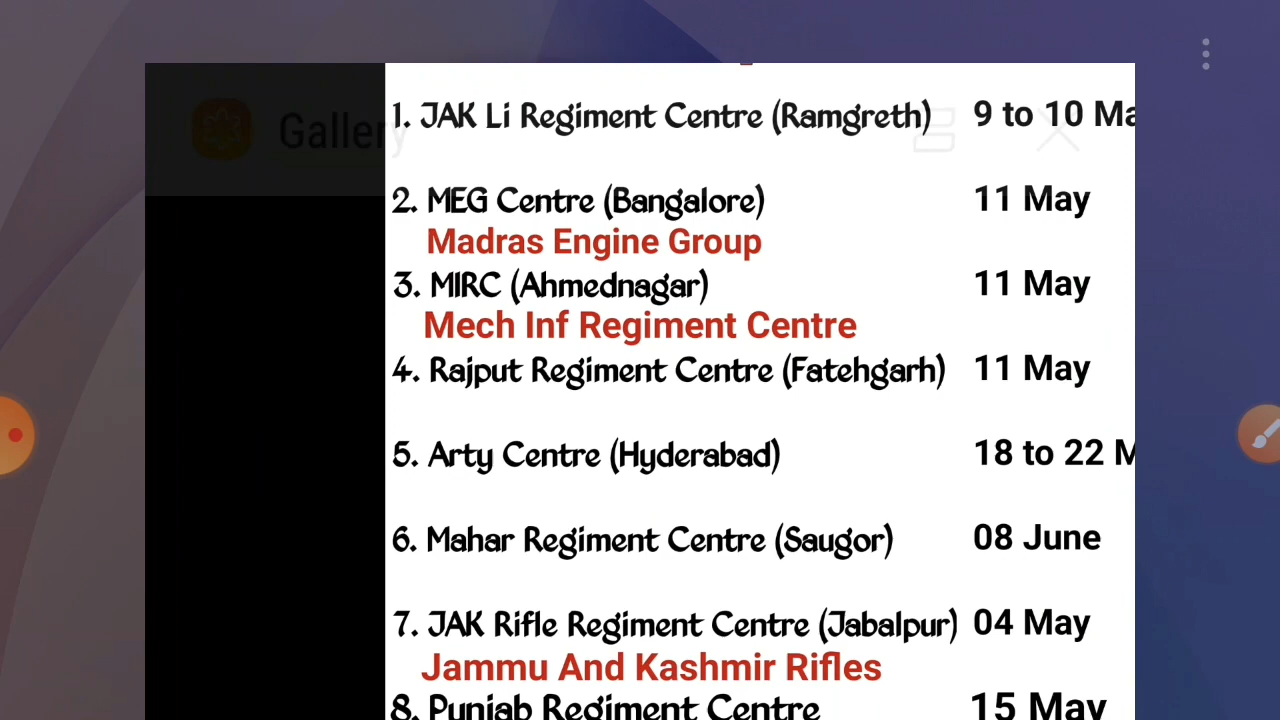 Gallery
1. JAK Li Regiment Centre (Ramgreth) 9 to 10 Ma
2. MEG Centre (Bangalore) 11 May
Madras Engine Group
3. MIRC (Ahmednagar) 11 May
Mech Inf Regiment Centre
4. Rajput Regiment Centre (Fatehgarh) 11 May
5. Arty Centre (Hyderabad) 18 to 22 M
6. Mahar Regiment Centre (Saugor) 08 June
7. JAK Rifle Regiment Centre (Jabalpur) 04 May
Jammu And Kashmir Rifles
8. Punjab Regiment Centre 15 May